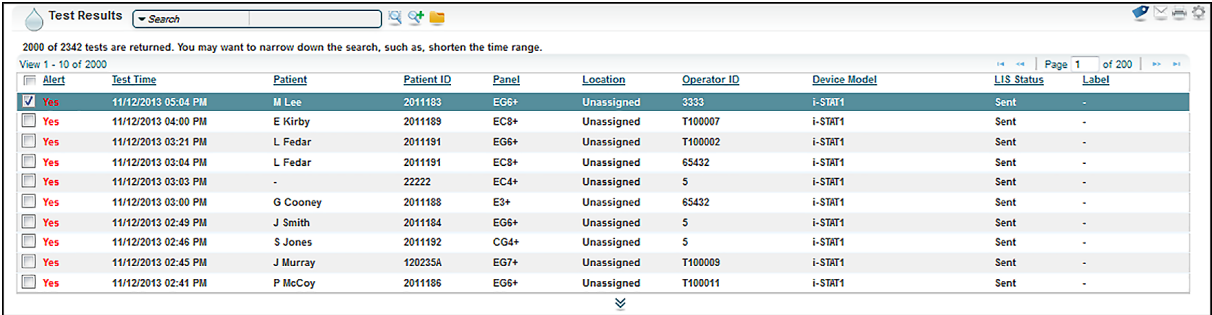 Test Results Search
2000 of 2342 tests are returned. You may want to narrow down the search, such as, shorten the time range.
View 1 - 10 of 2000 Page 1 of 200
Alert Test Time Patient Patient ID Panel Location Operator ID Device Model LIS Status Label
Yes 11/12/2013 05:04 PM M Lee 2011183 EG6+ Unassigned 3333 i-STAT1 Sent -
Yes 11/12/2013 04:00 PM E Kirby 2011189 EC8+ Unassigned T100007 i-STAT1 Sent -
Yes 11/12/2013 03:21 PM L Fedar 2011191 EG6+ Unassigned T100002 i-STAT1 Sent -
Yes 11/12/2013 03:04 PM L Fedar 2011191 EC8+ Unassigned 65432 i-STAT1 Sent -
Yes 11/12/2013 03:03 PM - 22222 EC4+ Unassigned 5 i-STAT1 Sent -
Yes 11/12/2013 03:00 PM G Cooney 2011188 E3+ Unassigned 65432 i-STAT1 Sent -
Yes 11/12/2013 02:49 PM J Smith 2011184 EG6+ Unassigned 5 i-STAT1 Sent -
Yes 11/12/2013 02:46 PM S Jones 2011192 CG4+ Unassigned 5 i-STAT1 Sent -
Yes 11/12/2013 02:45 PM J Murray 120235A EG7+ Unassigned T100009 i-STAT1 Sent -
Yes 11/12/2013 02:41 PM P McCoy 2011186 EG6+ Unassigned T100011 i-STAT1 Sent -